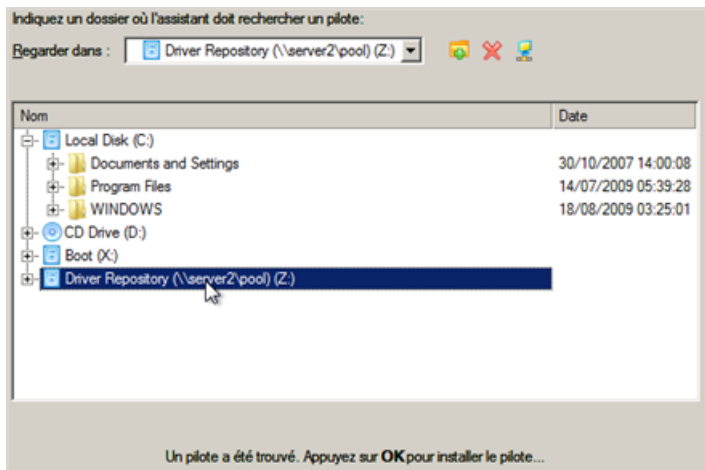 Indiquez un dossier où l'assistant doit rechercher un pilote:
Regarder dans : Driver Repository (\\server2\pool) (Z:)
Nom Date
Local Disk (C:)
Documents and Settings 30/10/2007 14:00:08
Program Files 14/07/2009 05:39:28
WINDOWS 18/08/2009 03:25:01
CD Drive (D:)
Boot (X:)
Driver Repository (\\server2\pool) (Z:)
Un pilote a été trouvé. Appuyez sur OK pour installer le pilote...